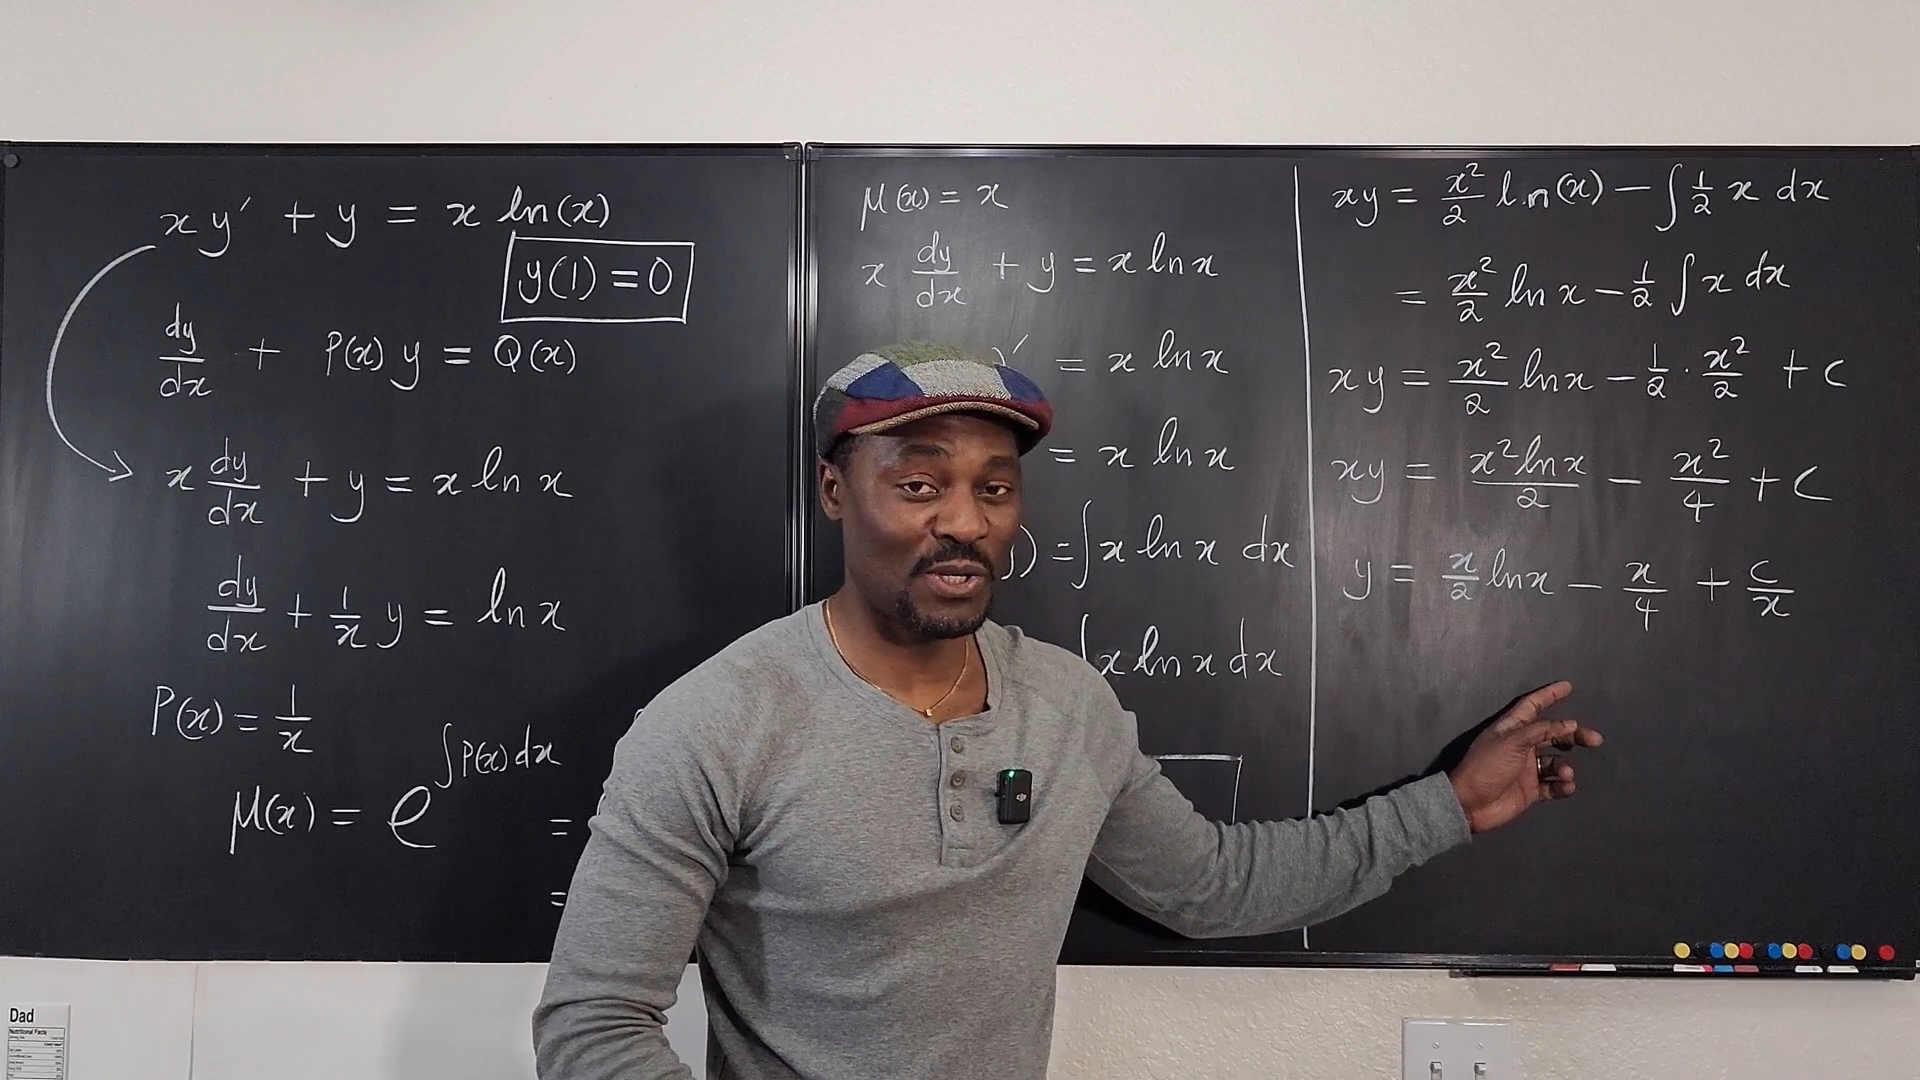 xy′ + y = x ln(x)
y(1) = 0
dy/dx + P(x) y = Q(x)
x dy/dx + y = x ln x
dy/dx + 1/x y = ln x
P(x) = 1/x
μ(x) = e^∫P(x)dx =
=
μ(x) = x
x dy/dx + y = x ln x
)′ = x ln x
= x ln x
) = ∫x ln x dx
∫x ln x dx
xy = x²/2 ln(x) − ∫ 1/2 x dx
= x²/2 ln x − 1/2 ∫ x dx
xy = x²/2 ln x − 1/2 · x²/2 + C
xy = x² ln x/2 − x²/4 + C
y = x/2 ln x − x/4 + C/x
Dad
Nutritional Facts